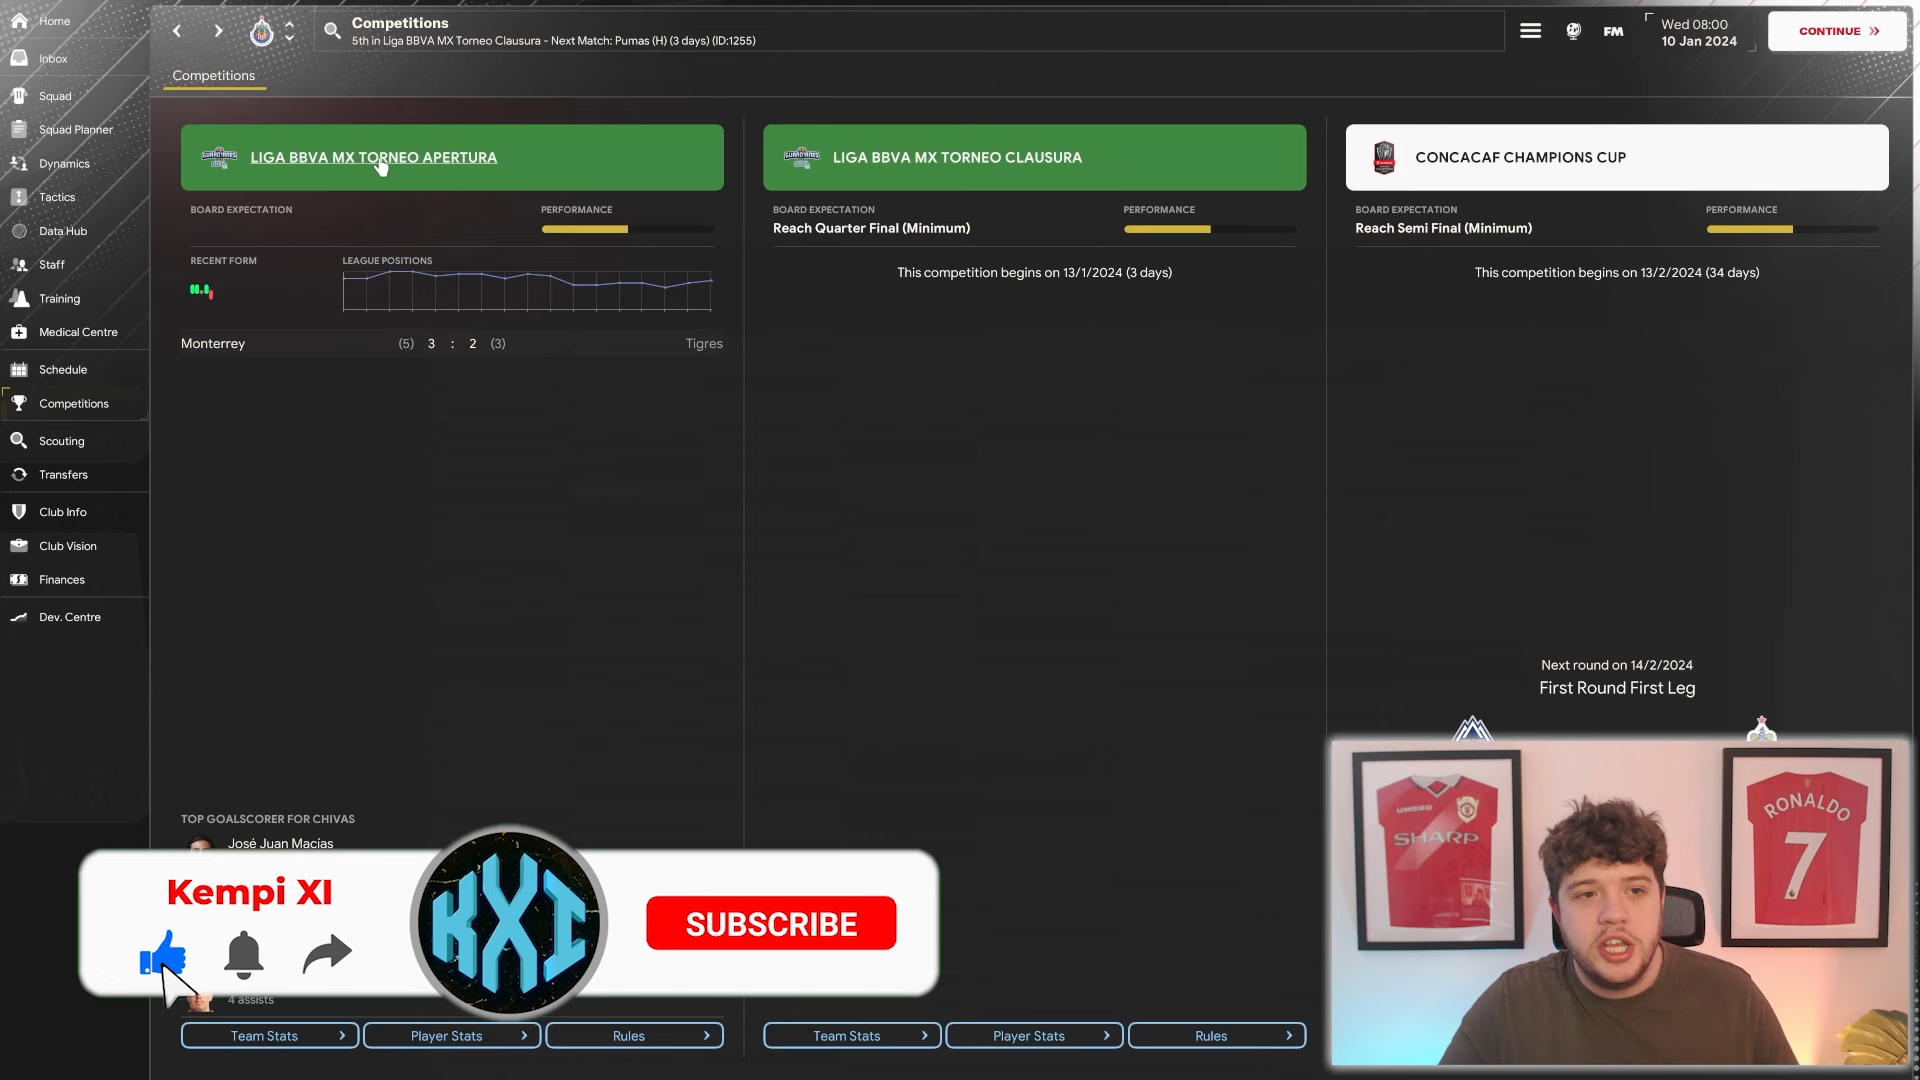 Home
Inbox
Squad
Squad Planner
Dynamics
Tactics
Data Hub
Staff
Training
Medical Centre
Schedule
Competitions
Scouting
Transfers
Club Info
Club Vision
Finances
Dev. Centre
Competitions
5th in Liga BBVA MX Torneo Clausura - Next Match: Pumas (H) (3 days) (ID:1255)
FM
Wed 08:00
10 Jan 2024
CONTINUE
Competitions
LIGA BBVA MX TORNEO APERTURA
BOARD EXPECTATION
PERFORMANCE
RECENT FORM
LEAGUE POSITIONS
Monterrey (5) 3 : 2 (3) Tigres
TOP GOALSCORER FOR CHIVAS
José Juan Macias
4 assists
Team Stats
Player Stats
Rules
LIGA BBVA MX TORNEO CLAUSURA
BOARD EXPECTATION
PERFORMANCE
Reach Quarter Final (Minimum)
This competition begins on 13/1/2024 (3 days)
Team Stats
Player Stats
Rules
CONCACAF CHAMPIONS CUP
BOARD EXPECTATION
PERFORMANCE
Reach Semi Final (Minimum)
This competition begins on 13/2/2024 (34 days)
Next round on 14/2/2024
First Round First Leg
Kempi XI
KXI
SUBSCRIBE
UMBRO
SHARP
RONALDO
7